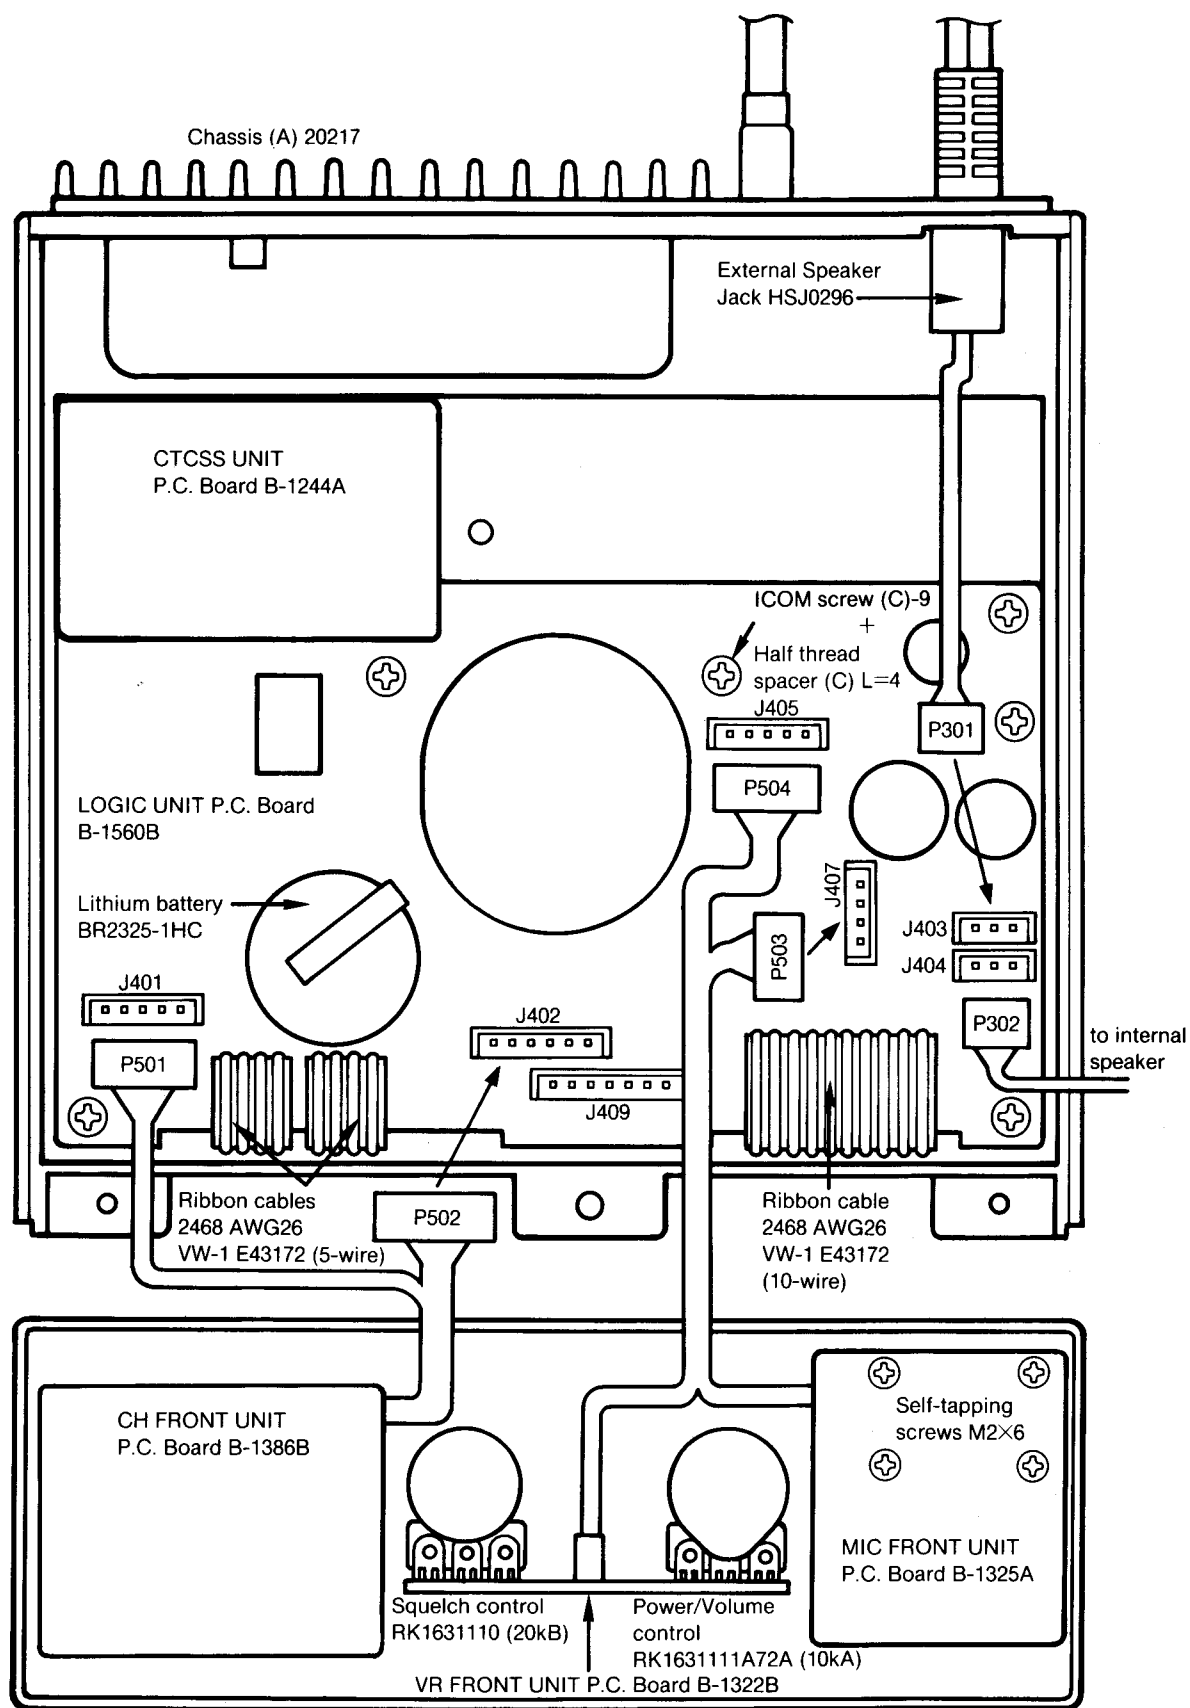 Chassis (A) 20217
External Speaker
Jack HSJ0296
CTCSS UNIT
P.C. Board B-1244A
ICOM screw (C)-9
+
Half thread
spacer (C) L=4
J405
P301
P504
LOGIC UNIT P.C. Board
B-1560B
J407
Lithium battery
BR2325-1HC
J403
P503
J404
J401
J402
P302
to internal
speaker
P501
J409
Ribbon cables
2468 AWG26
VW-1 E43172 (5-wire)
P502
Ribbon cable
2468 AWG26
VW-1 E43172
(10-wire)
CH FRONT UNIT
P.C. Board B-1386B
Self-tapping
screws M2×6
MIC FRONT UNIT
P.C. Board B-1325A
Squelch control
RK1631110 (20kB)
Power/Volume
control
RK1631111A72A (10kA)
VR FRONT UNIT P.C. Board B-1322B